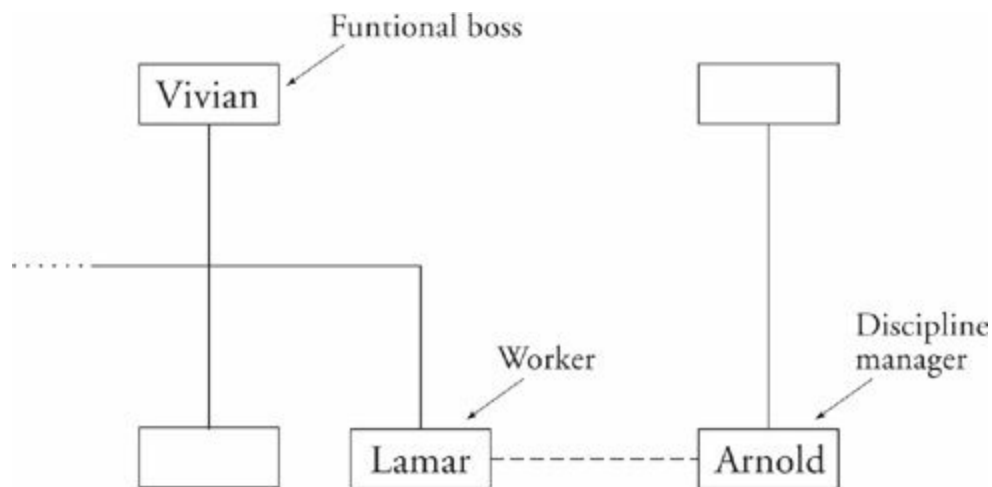 Funtional boss
Vivian
Discipline
manager
Worker
Lamar
Arnold